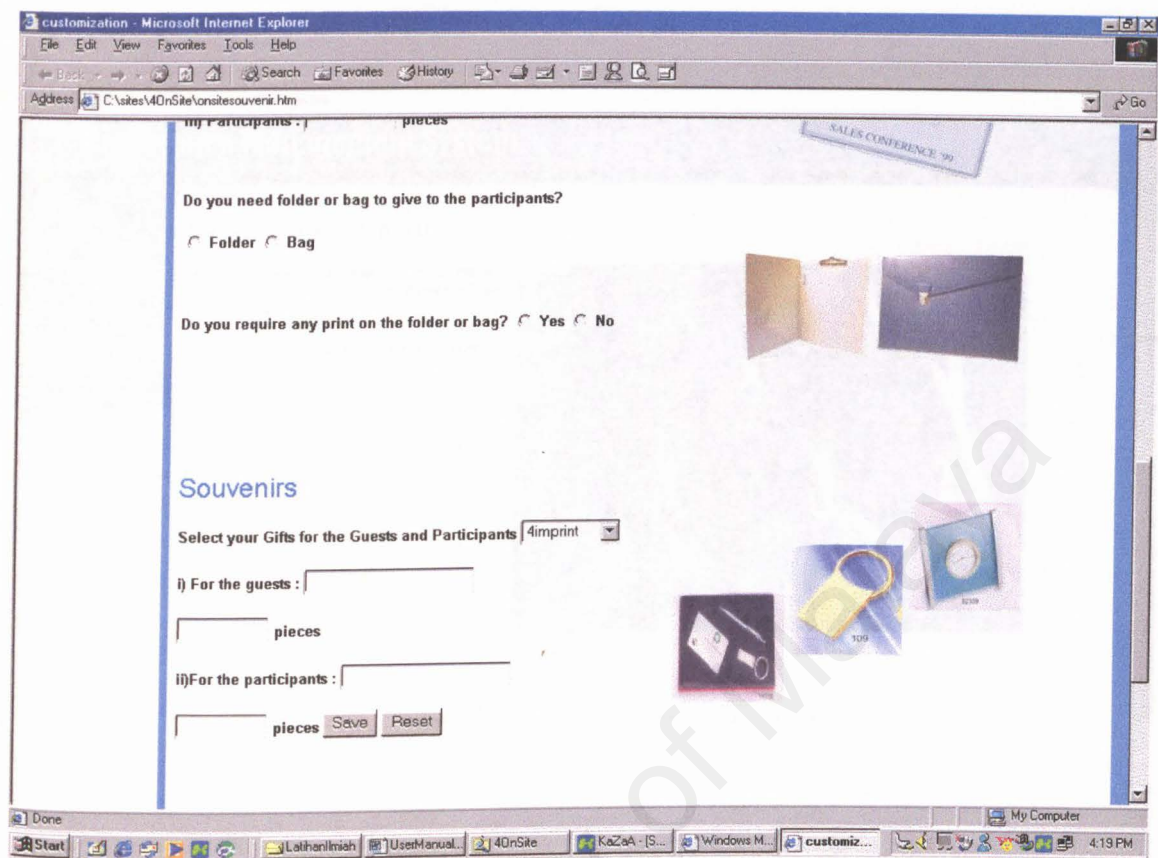 customization - Microsoft Internet Explorer
File Edit View Favorites Tools Help
Back Search Favorites History
Address C:\sites\4OnSite\onsitesouvenir.htm Go
iii) Participants : pieces
SALES CONFERENCE '99
Do you need folder or bag to give to the participants?
Folder Bag
Do you require any print on the folder or bag? Yes No
Souvenirs
Select your Gifts for the Guests and Participants 4imprint
i) For the guests :
pieces
ii)For the participants :
pieces Save Reset
109
of Malaya
Done My Computer
Start LatihanIlmiah UserManual... 4OnSite KaZaA - [S... Windows M... customiz... 4:19 PM